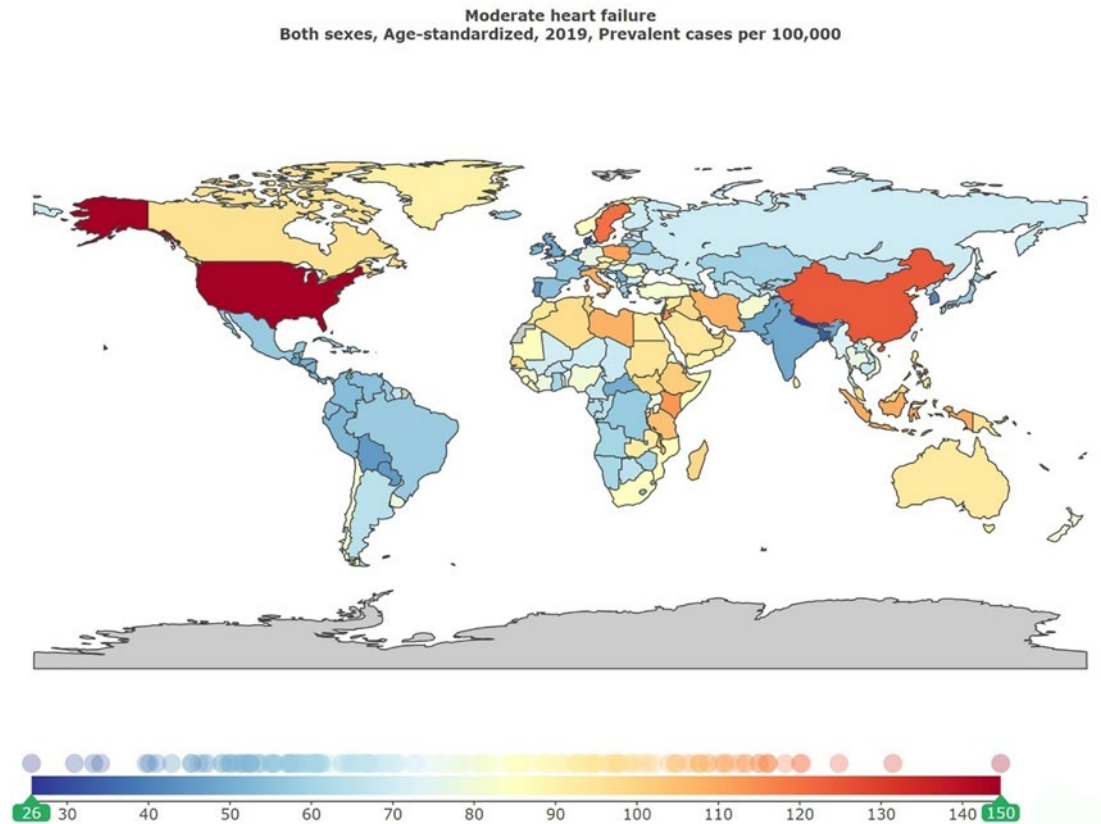 Moderate heart failure
Both sexes, Age-standardized, 2019, Prevalent cases per 100,000
26 30 40 50 60 70 80 90 100 110 120 130 140 150